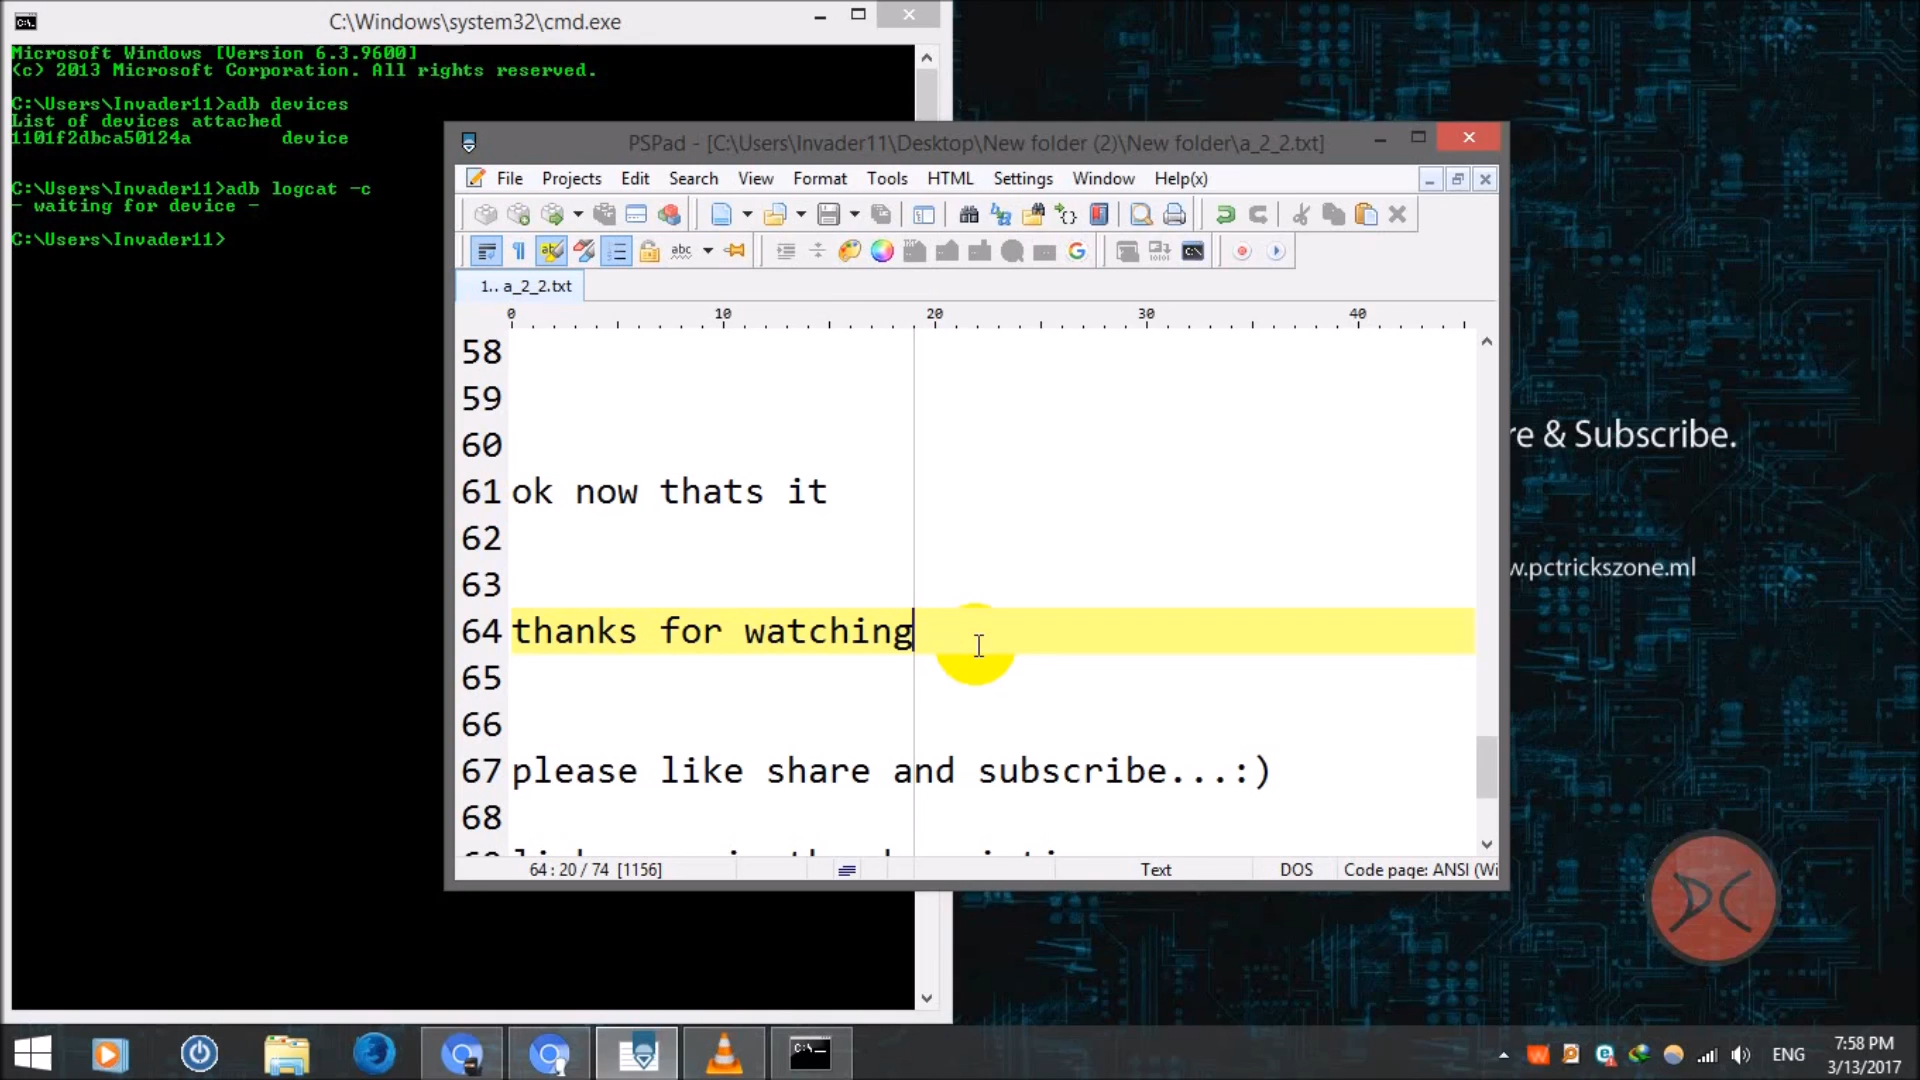 C:\Windows\system32\cmd.exe
Microsoft Windows [Version 6.3.9600]
(c) 2013 Microsoft Corporation. All rights reserved.
C:\Users\Invader11>adb devices
List of devices attached
1101f2dbca50124a device
C:\Users\Invader11>adb logcat -c
- waiting for device -
C:\Users\Invader11>
PSPad - [C:\Users\Invader11\Desktop\New folder (2)\New folder\a_2_2.txt]
File Projects Edit Search View Format Tools HTML Settings Window Help(x)
1.. a_2_2.txt
0 10 20 30 40
58
59
60
61 ok now thats it
62
63
64 thanks for watching
65
66
67 please like share and subscribe...:)
68
64 : 20 / 74 [1156] Text DOS Code page: ANSI (Wi
re & Subscribe.
w.pctrickszone.ml
ENG
7:58 PM
3/13/2017